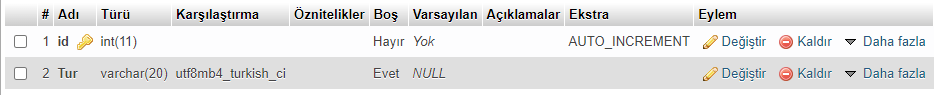 # Adı Türü Karşılaştırma Öznitelikler Boş Varsayılan Açıklamalar Ekstra Eylem
1 id int(11) Hayır Yok AUTO_INCREMENT Değiştir Kaldır Daha fazla
2 Tur varchar(20) utf8mb4_turkish_ci Evet NULL Değiştir Kaldır Daha fazla